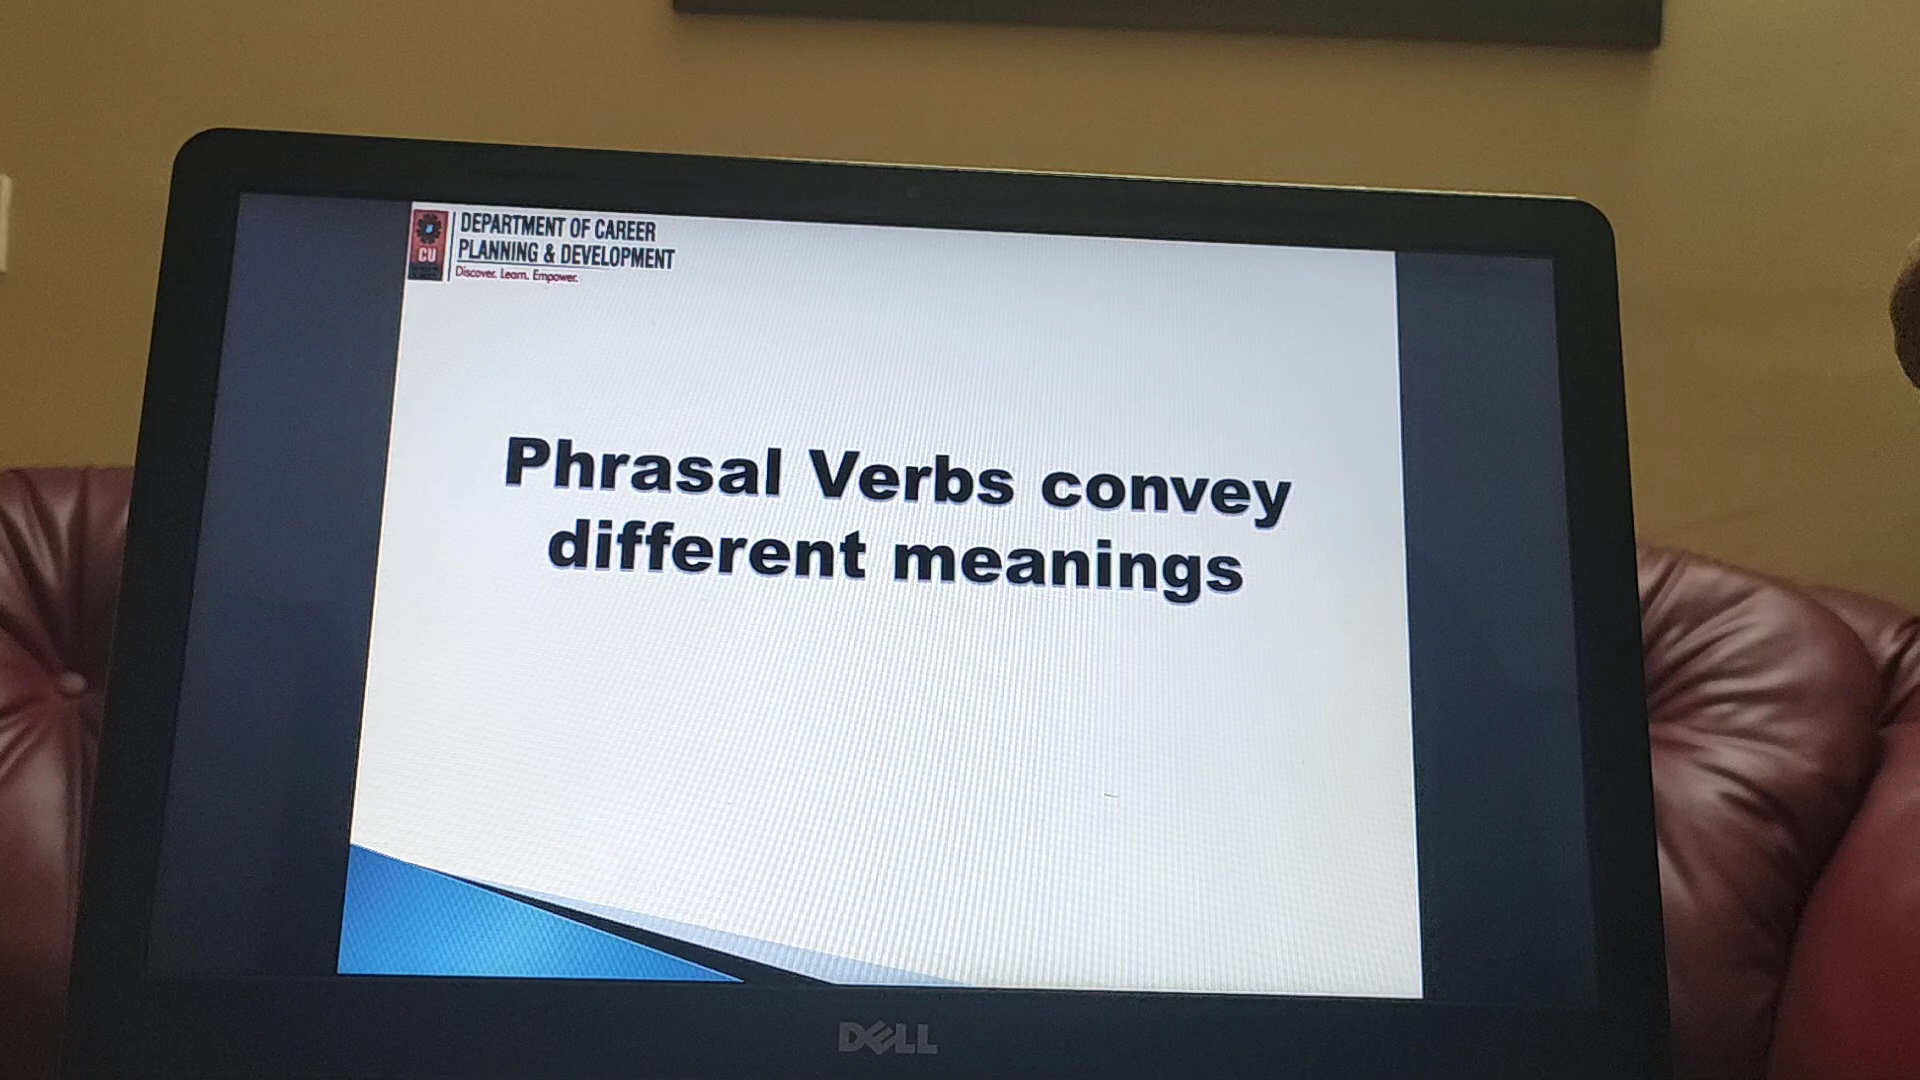 DEPARTMENT OF CAREER
PLANNING & DEVELOPMENT
CU
Discover. Learn. Empower.
Phrasal Verbs convey
different meanings
DELL